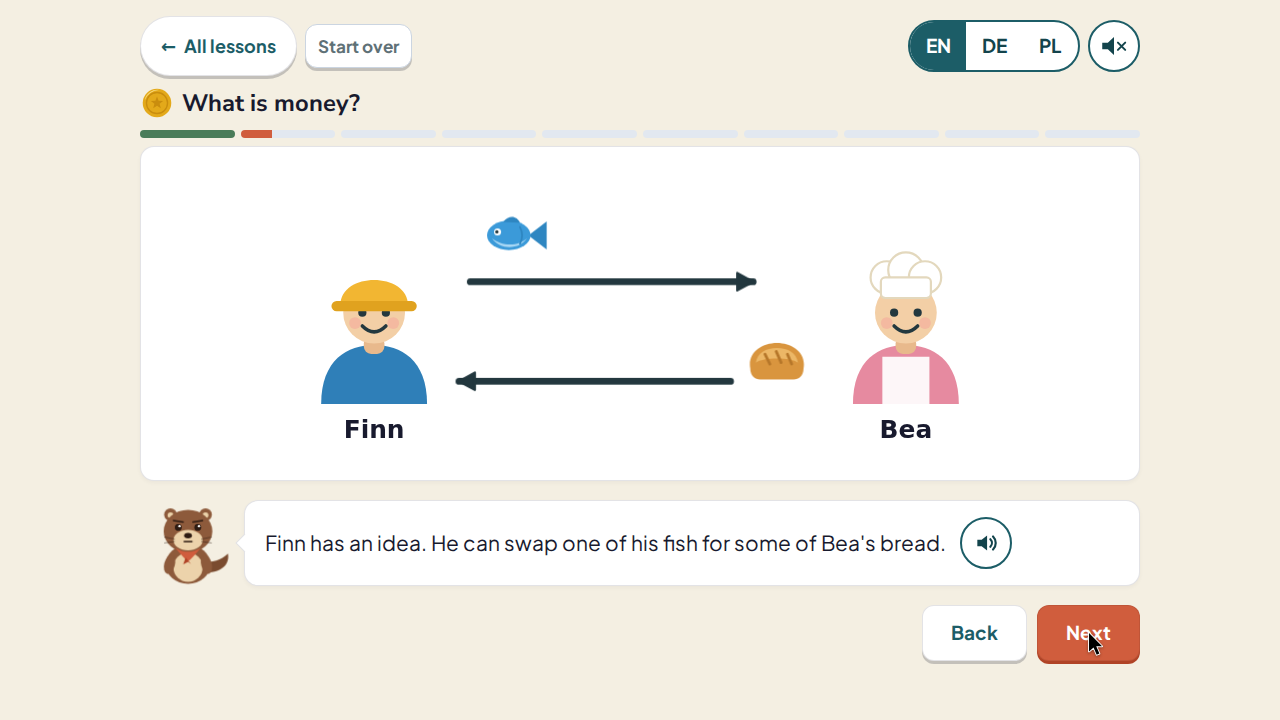 ← All lessons
Start over
EN DE PL
What is money?
Finn
Bea
Finn has an idea. He can swap one of his fish for some of Bea's bread.
Back
Next